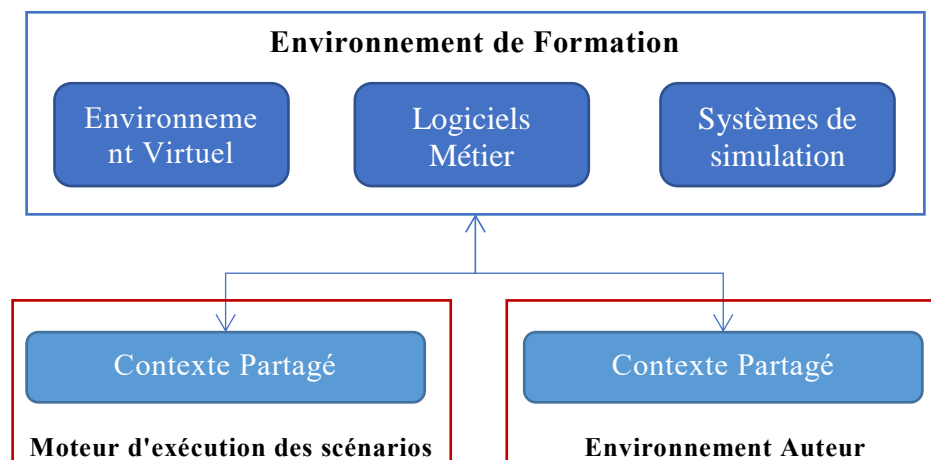 Environnement de Formation
Environneme
nt Virtuel
Logiciels
Métier
Systèmes de
simulation
Contexte Partagé
Contexte Partagé
Moteur d'exécution des scénarios
Environnement Auteur